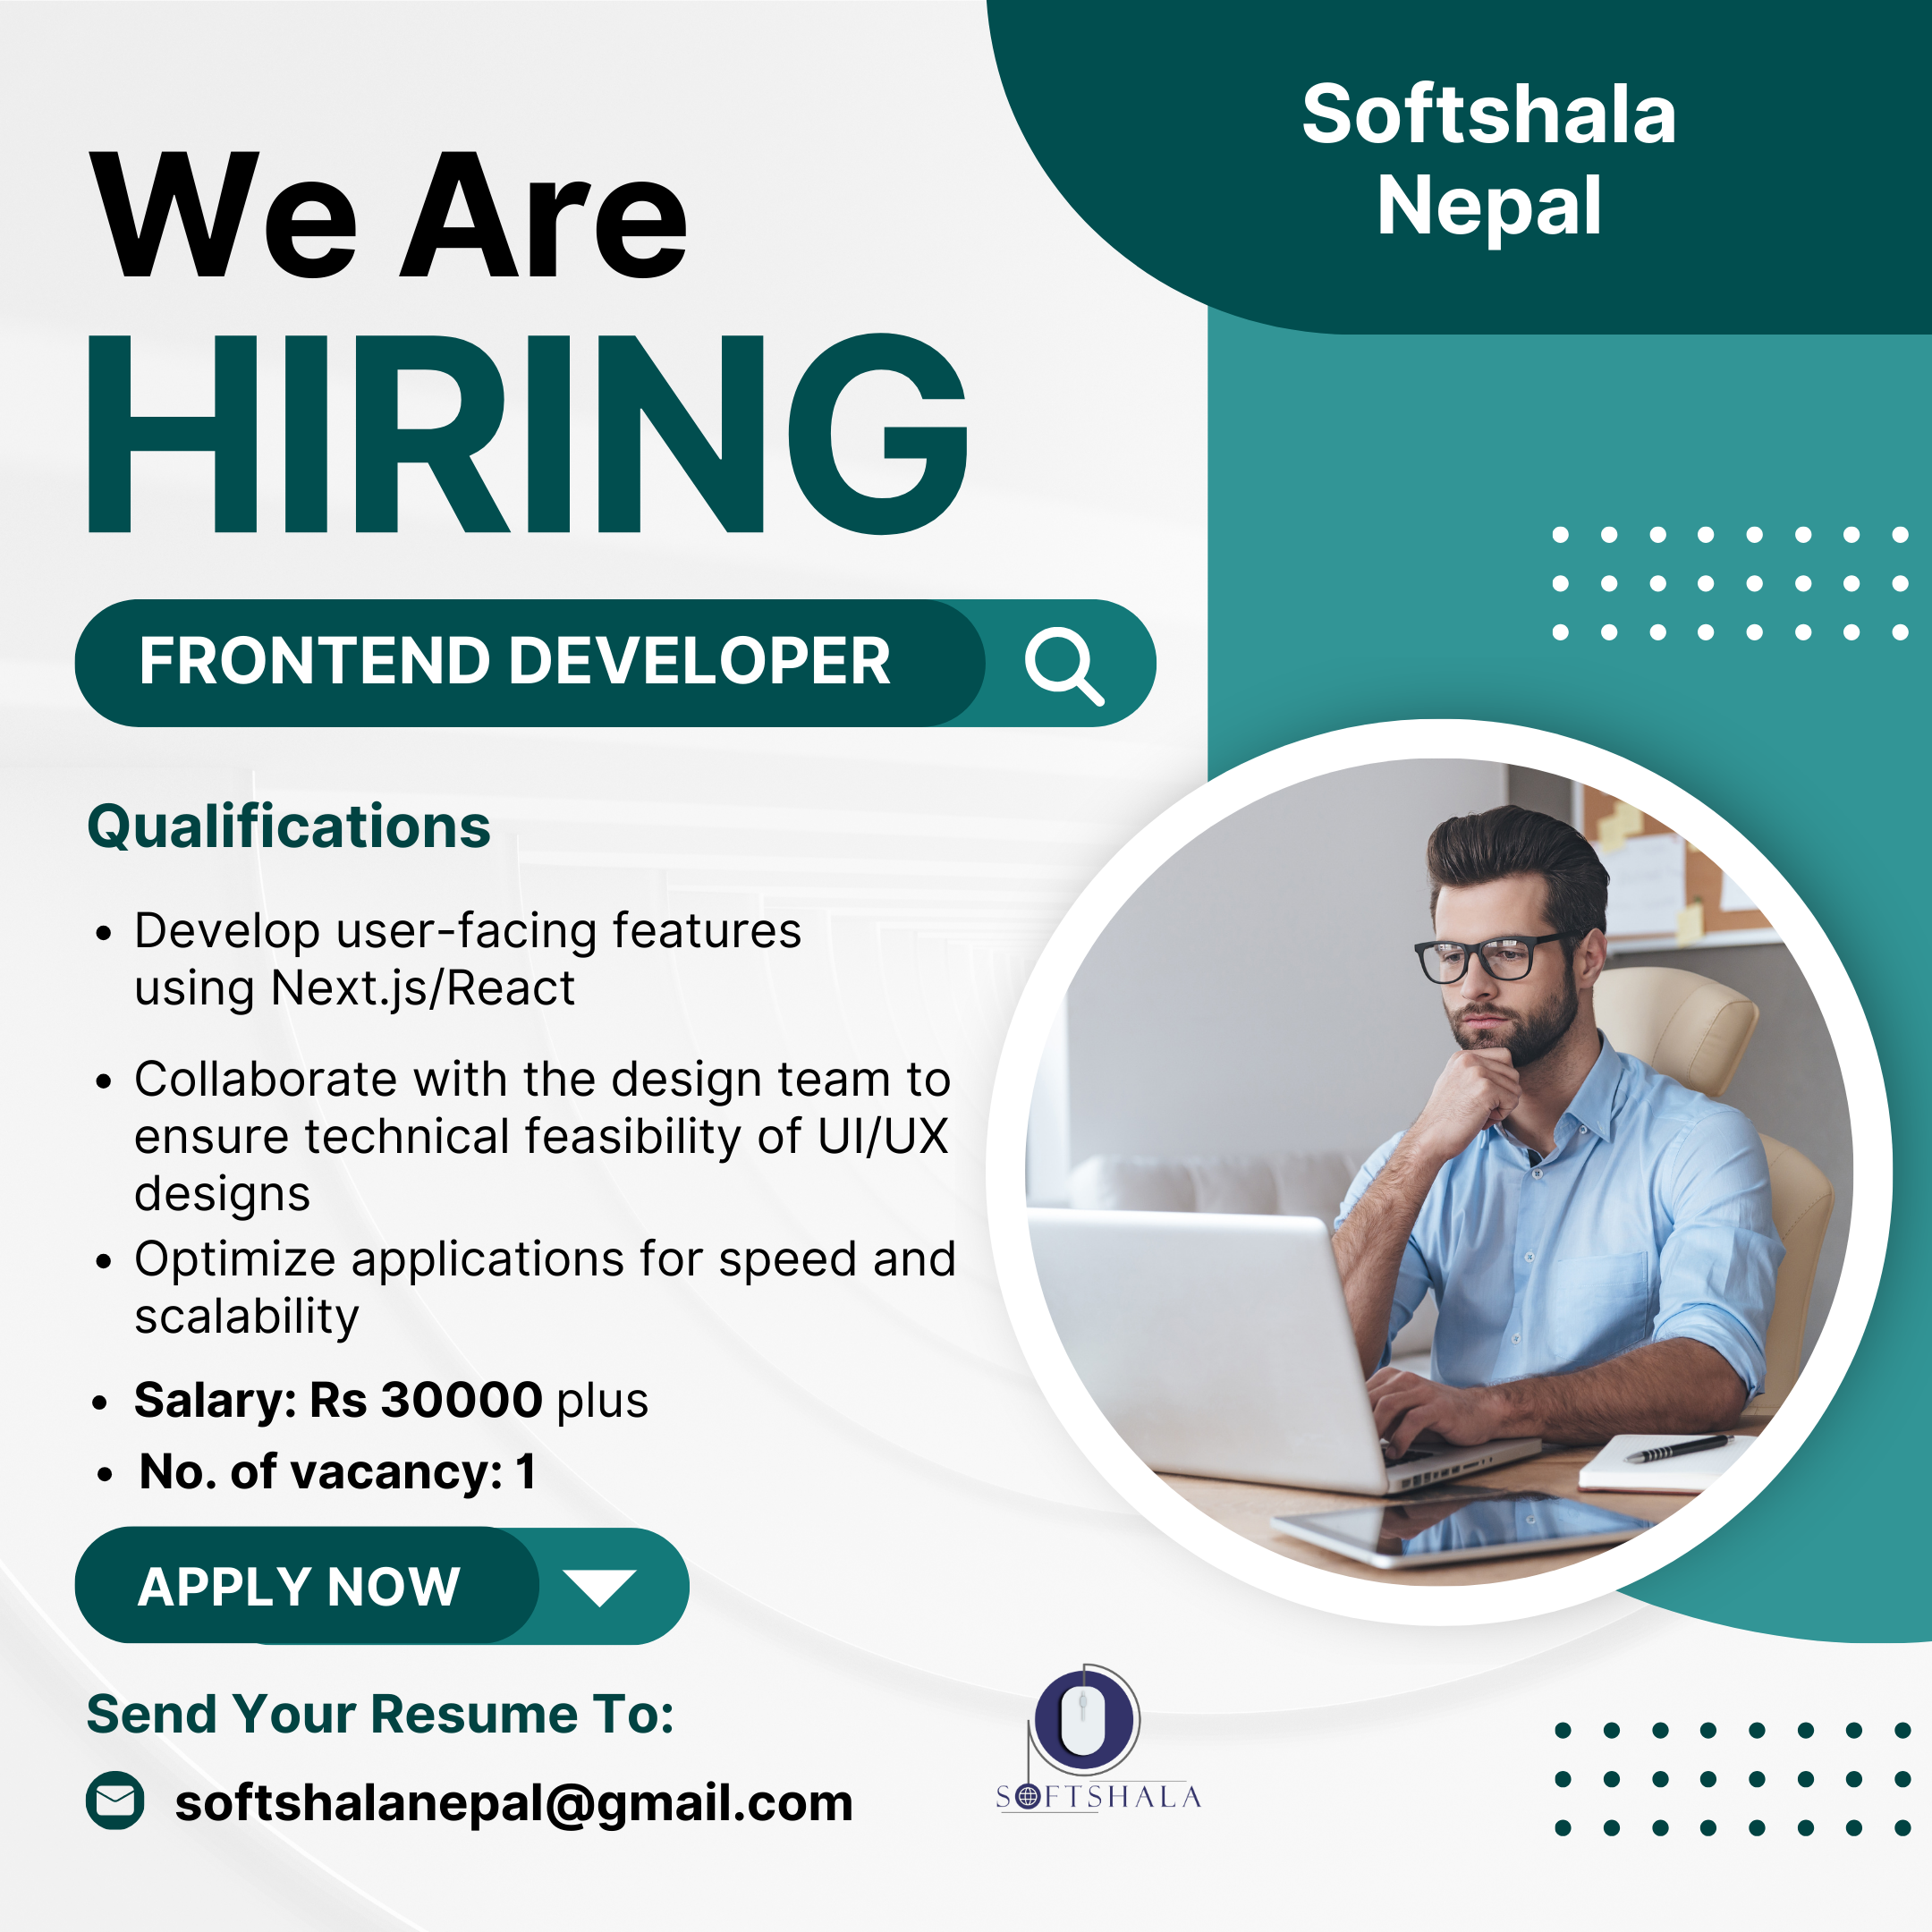 Softshala
Nepal
We Are
HIRING
FRONTEND DEVELOPER
Qualifications
• Develop user-facing features
using Next.js/React
• Collaborate with the design team to
ensure technical feasibility of UI/UX
designs
• Optimize applications for speed and
scalability
• Salary: Rs 30000 plus
• No. of vacancy: 1
APPLY NOW
Send Your Resume To:
softshalanepal@gmail.com
SOFTSHALA